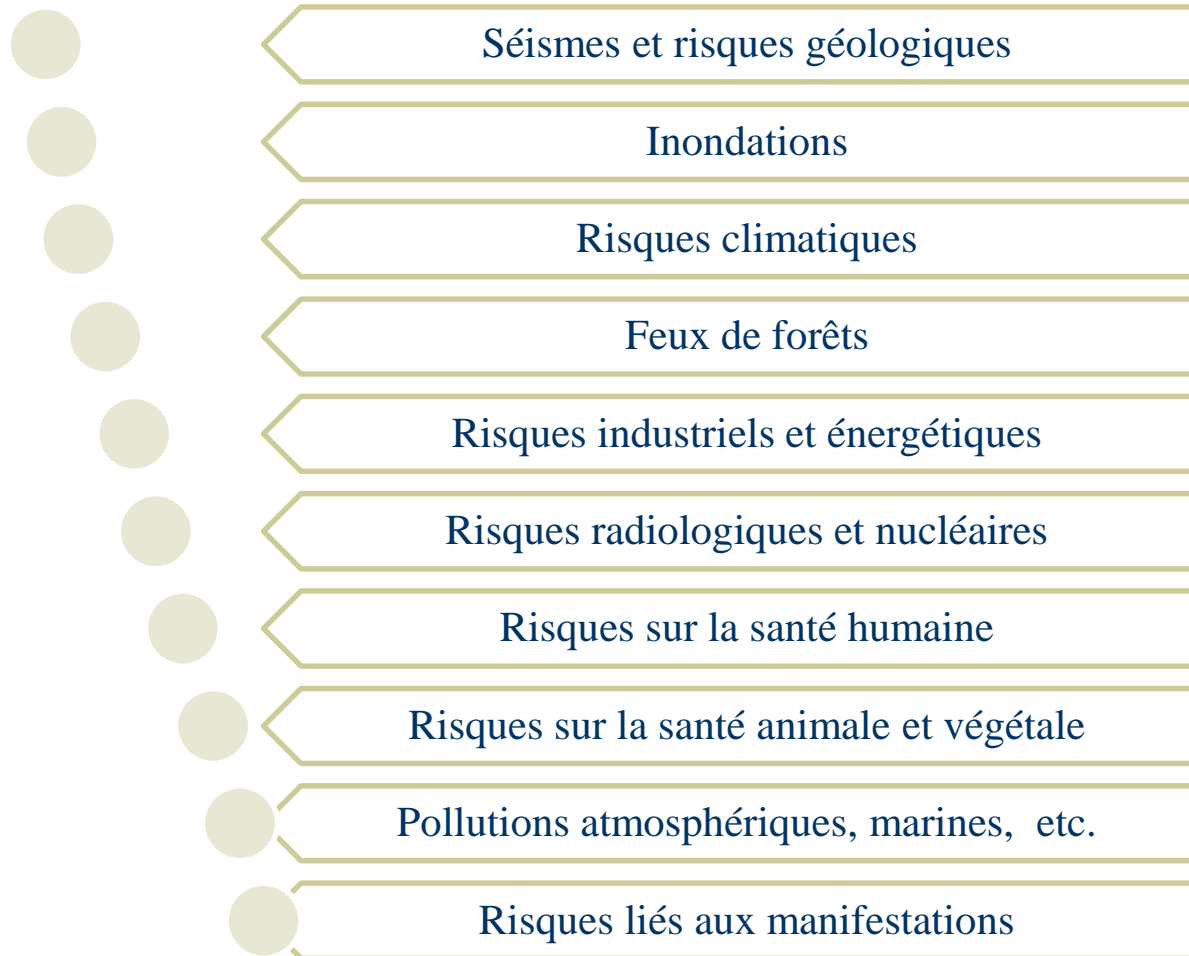 Séismes et risques géologiques
Inondations
Risques climatiques
Feux de forêts
Risques industriels et énergétiques
Risques radiologiques et nucléaires
Risques sur la santé humaine
Risques sur la santé animale et végétale
Pollutions atmosphériques, marines, etc.
Risques liés aux manifestations